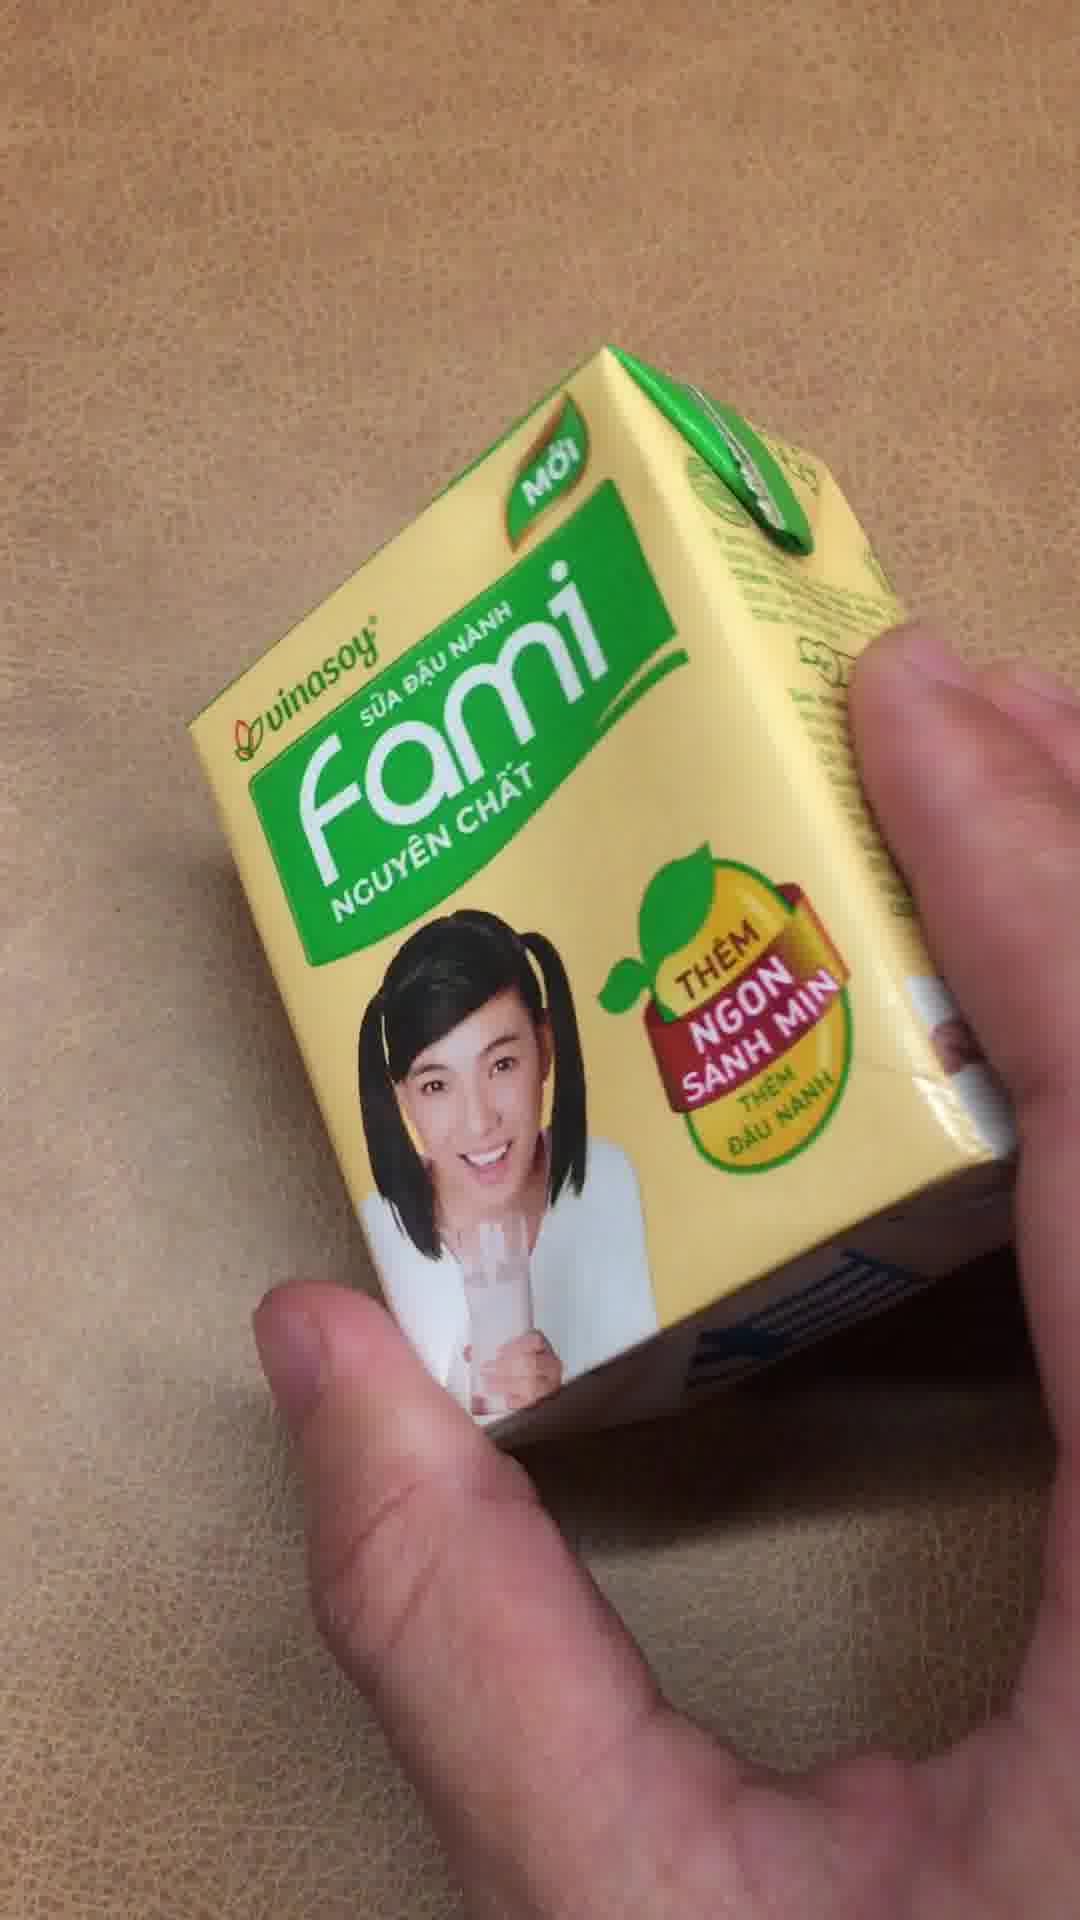 MỚI
vinasoy
SỮA ĐẬU NÀNH
Fami
NGUYÊN CHẤT
THÊM
NGON
SÁNH MỊN
THÊM
ĐẬU NÀNH